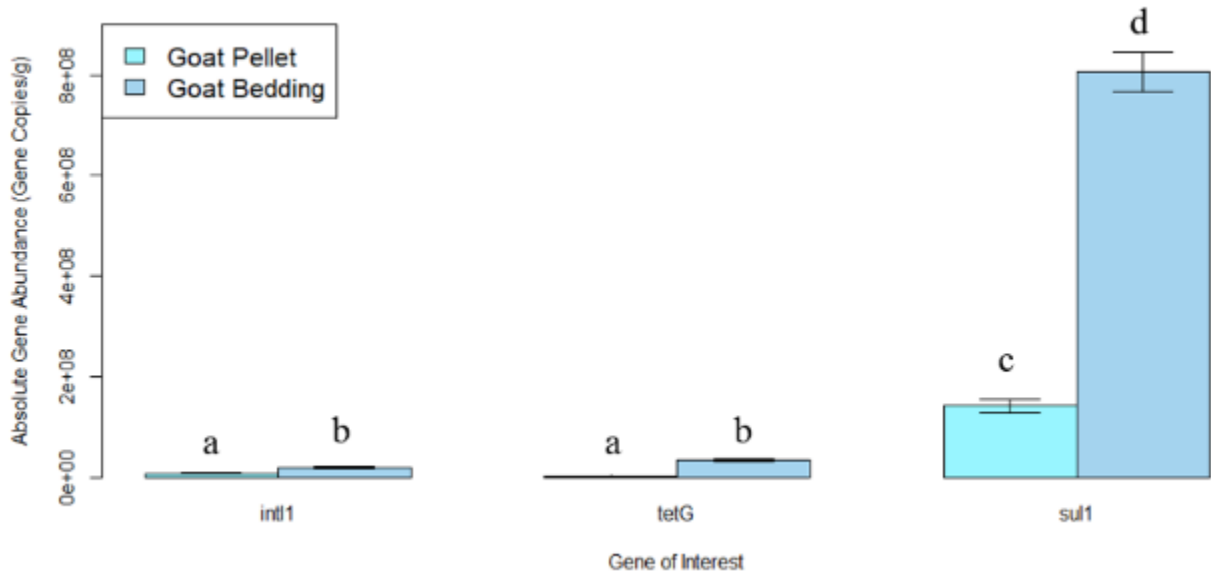 Absolute Gene Abundance (Gene Copies/g)
8e+08
6e+08
4e+08
2e+08
0e+00
Goat Pellet
Goat Bedding
a
b
a
b
c
d
intI1
tetG
sul1
Gene of Interest